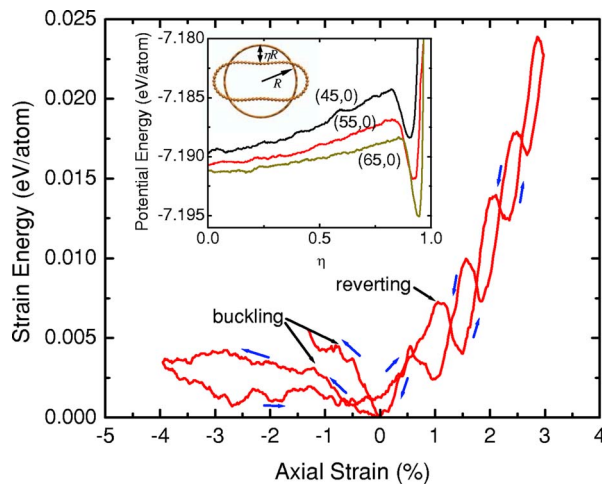 0.025
0.020
0.015
0.010
0.005
0.000
Strain Energy (eV/atom)
-7.180
-7.185
-7.190
-7.195
Potential Energy (eV/atom)
ηR
R
(45,0)
(55,0)
(65,0)
0.0 0.5 1.0
η
reverting
buckling
-5 -4 -3 -2 -1 0 1 2 3 4
Axial Strain (%)